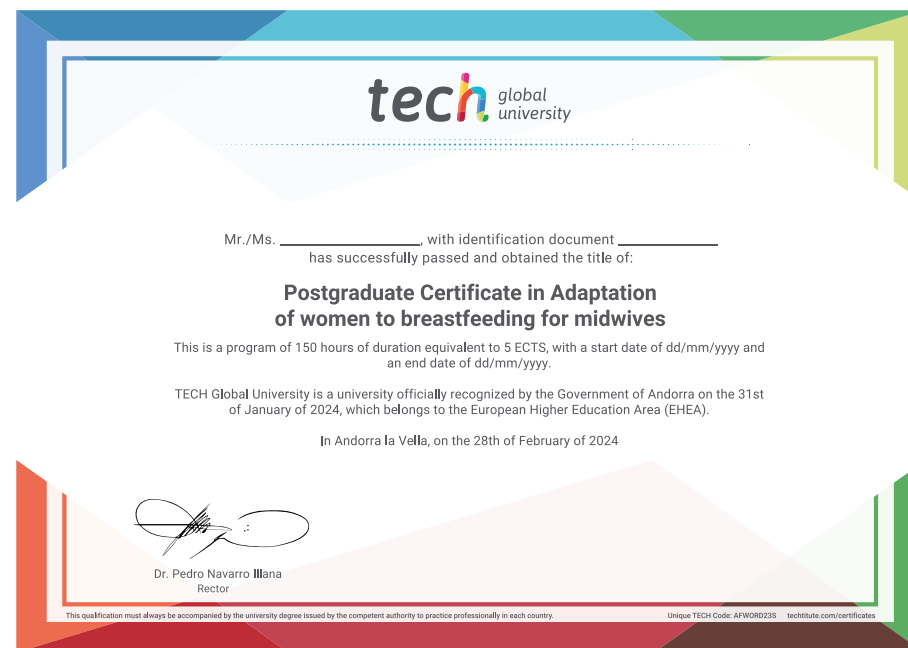 tech global
university
Mr./Ms. ____________________, with identification document ______________
has successfully passed and obtained the title of:
Postgraduate Certificate in Adaptation
of women to breastfeeding for midwives
This is a program of 150 hours of duration equivalent to 5 ECTS, with a start date of dd/mm/yyyy and
an end date of dd/mm/yyyy.
TECH Global University is a university officially recognized by the Government of Andorra on the 31st
of January of 2024, which belongs to the European Higher Education Area (EHEA).
In Andorra la Vella, on the 28th of February of 2024
Dr. Pedro Navarro Illana
Rector
This qualification must always be accompanied by the university degree issued by the competent authority to practice professionally in each country. Unique TECH Code: AFWORD23S techtitute.com/certificates